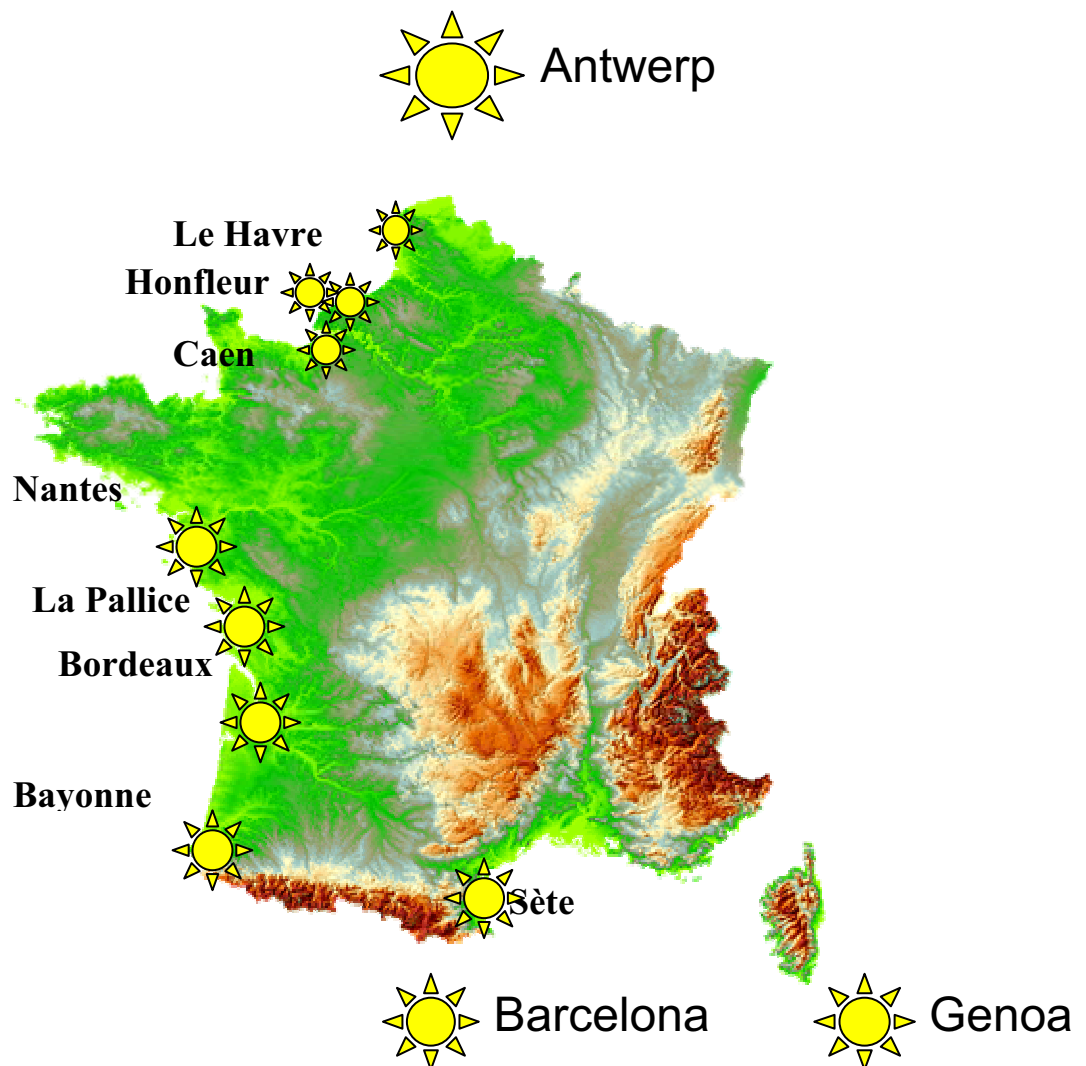 Antwerp
Le Havre
Honfleur
Caen
Nantes
La Pallice
Bordeaux
Bayonne
Sète
Barcelona
Genoa